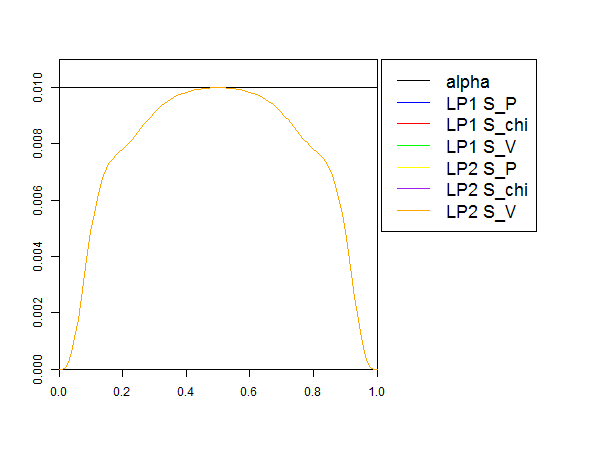 0.010
0.008
0.006
0.004
0.002
0.000
0.0 0.2 0.4 0.6 0.8 1.0
alpha
LP1 S_P
LP1 S_chi
LP1 S_V
LP2 S_P
LP2 S_chi
LP2 S_V